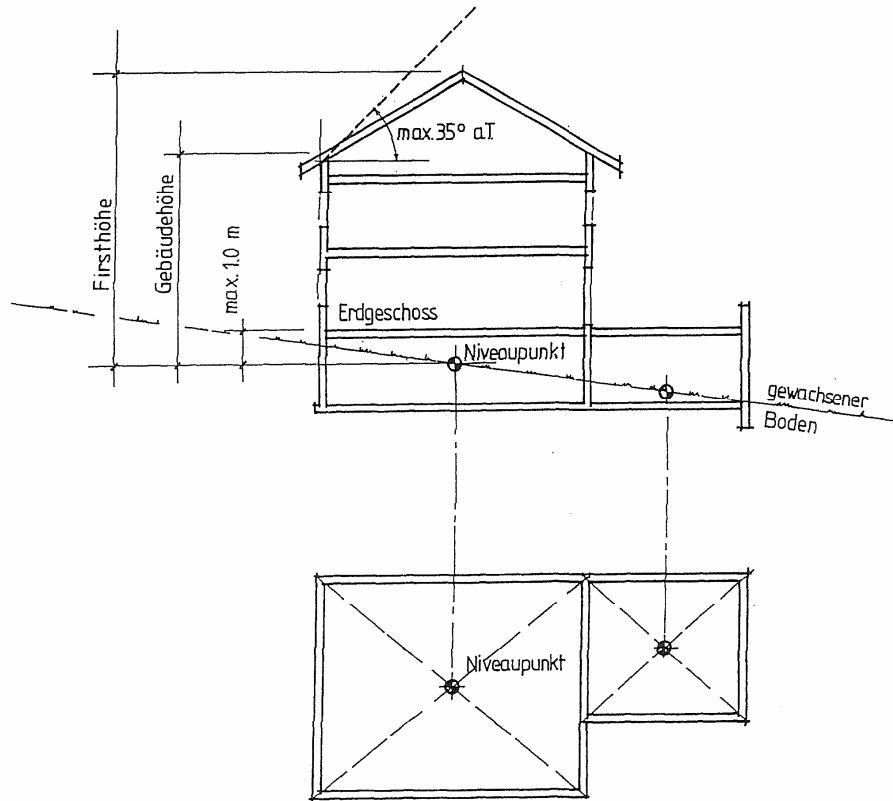 max. 35° a.T.
Firsthöhe
Gebäudehöhe
max. 1.0 m
Erdgeschoss
Niveaupunkt
gewachsener
Boden
Niveaupunkt